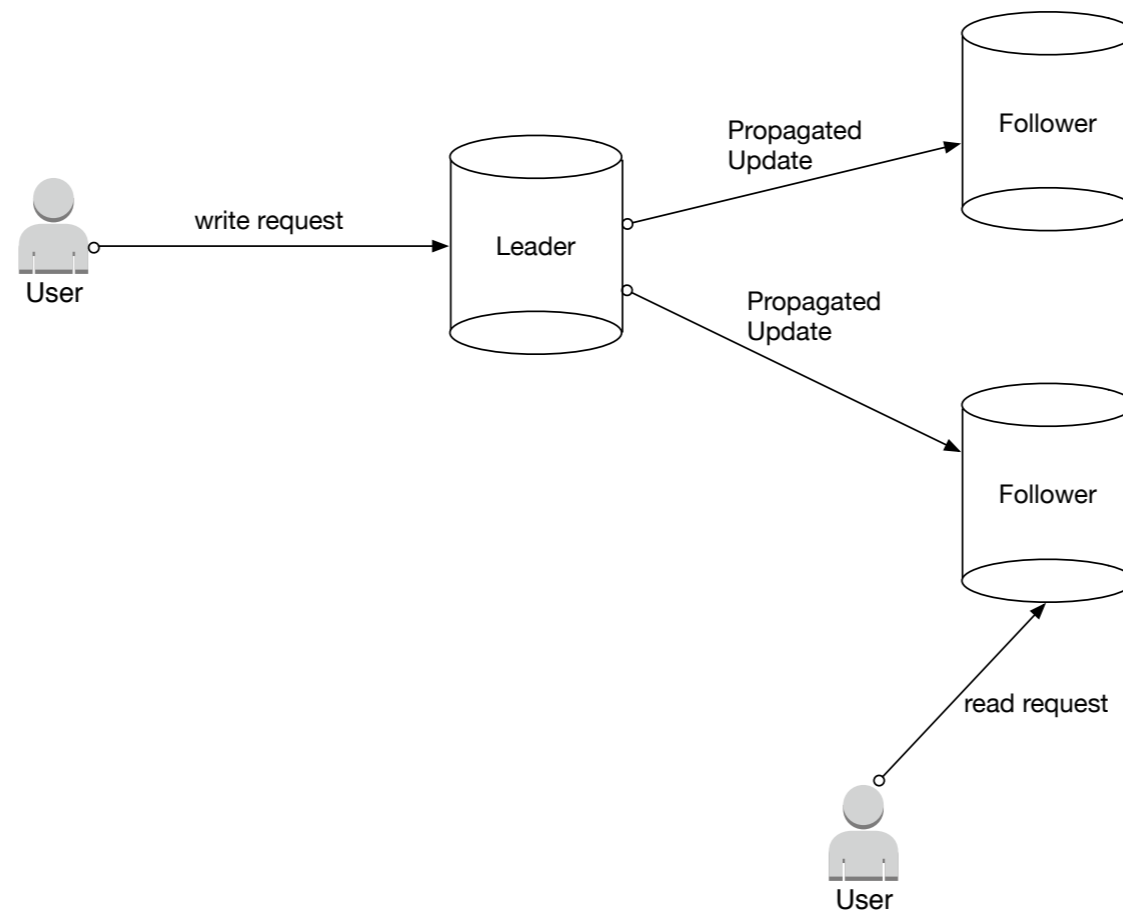 Follower
Propagated
Update
write request
Leader
User
Propagated
Update
Follower
read request
User